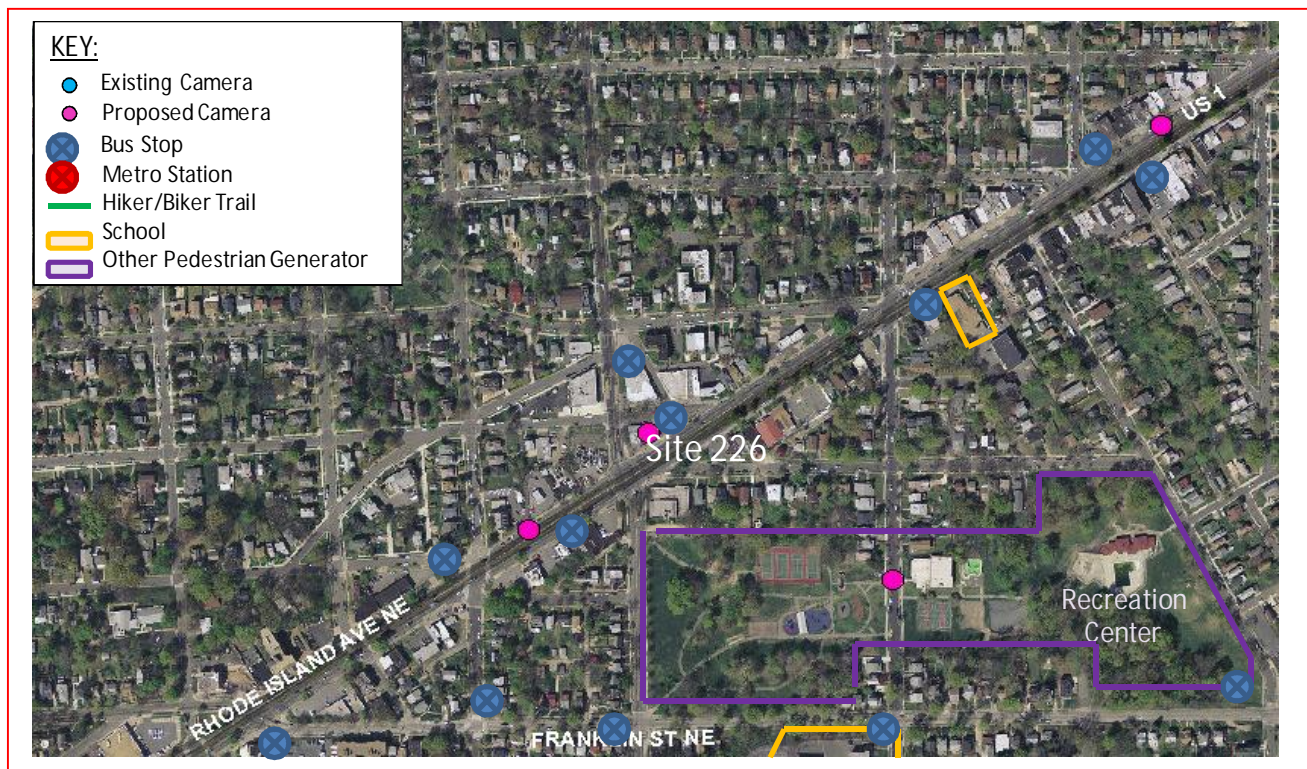 KEY:
Existing Camera
Proposed Camera
Bus Stop
Metro Station
Hiker/Biker Trail
School
Other Pedestrian Generator
US 1
Site 226
Recreation
Center
RHODE ISLAND AVE NE
FRANKLIN ST NE